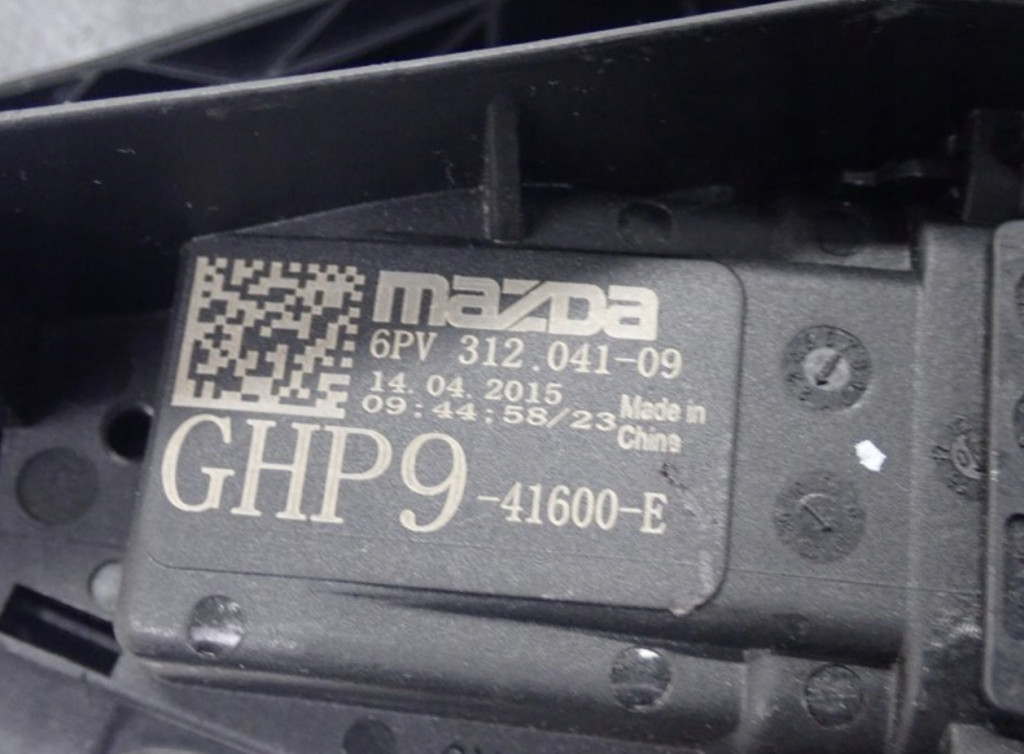 mazda
6PV 312.041-09
14.04.2015
09:44:58/23
Made in
China
GHP9-41600-E